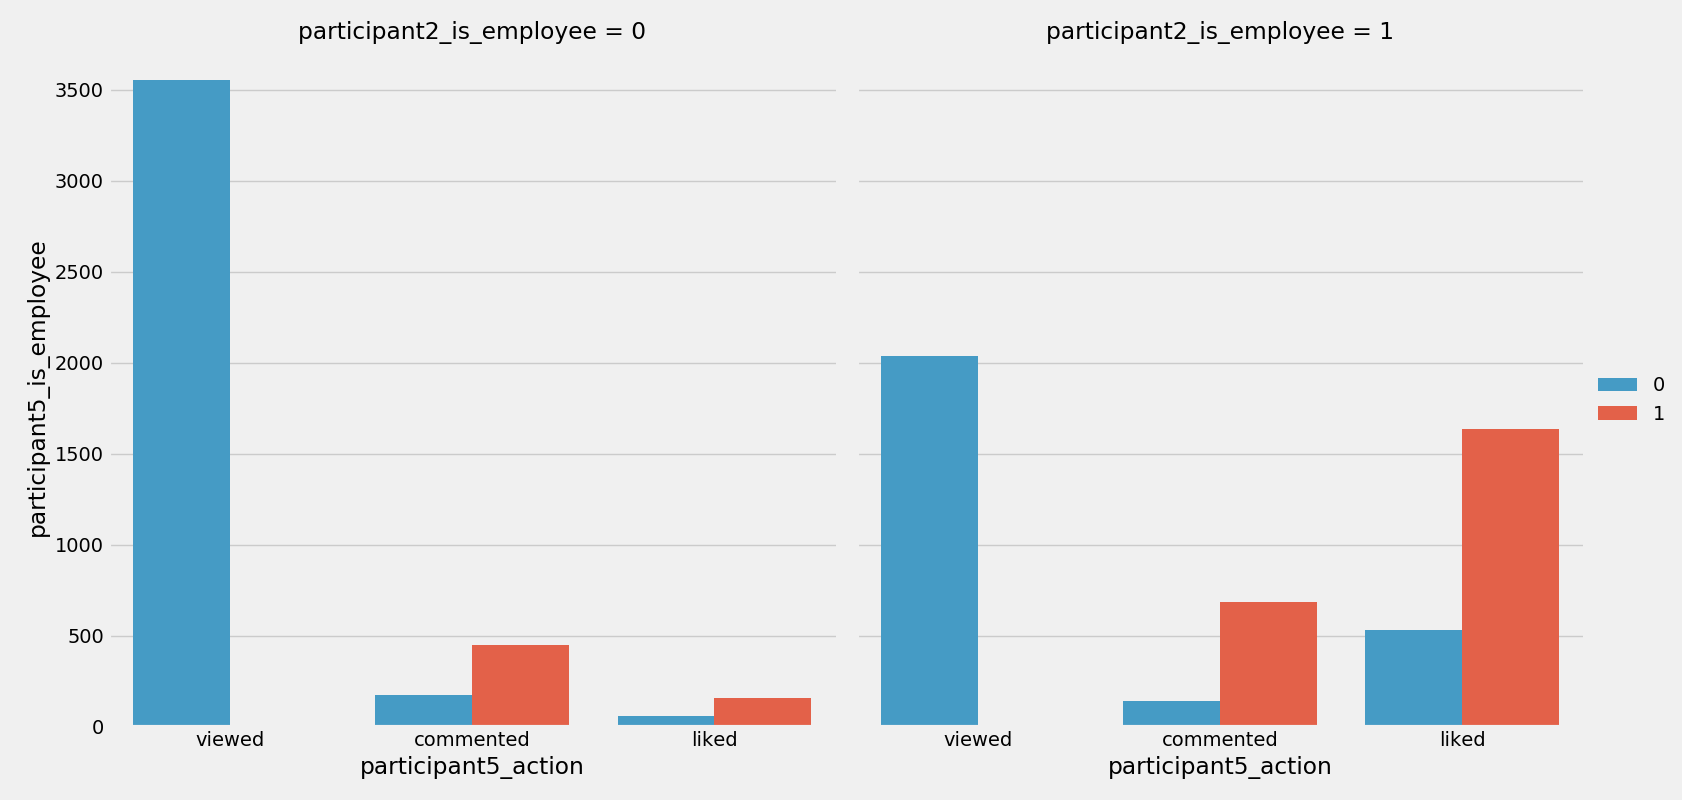 participant2_is_employee = 0
participant2_is_employee = 1
participant5_is_employee
3500
3000
2500
2000
1500
1000
500
0
viewed commented liked
viewed commented liked
participant5_action
participant5_action
0
1